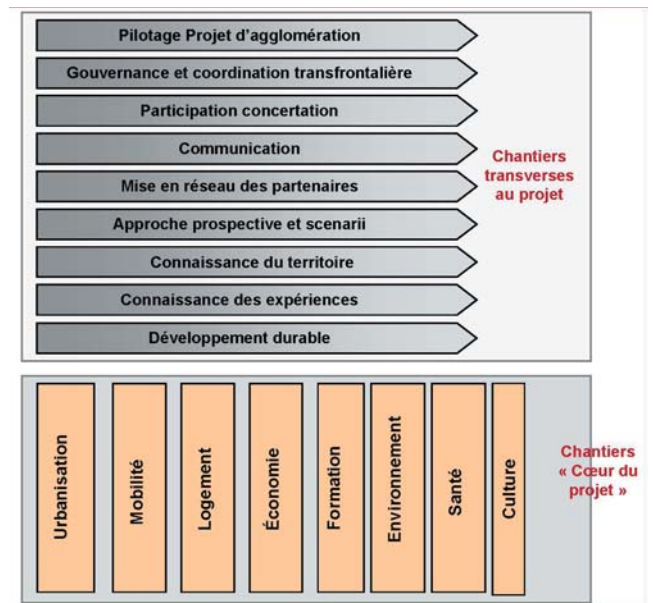 Pilotage Projet d'agglomération
Gouvernance et coordination transfrontalière
Participation concertation
Communication
Mise en réseau des partenaires
Approche prospective et scenarii
Connaissance du territoire
Connaissance des expériences
Développement durable
Chantiers
transverses
au projet
Urbanisation
Mobilité
Logement
Économie
Formation
Environnement
Santé
Culture
Chantiers
« Cœur du
projet »